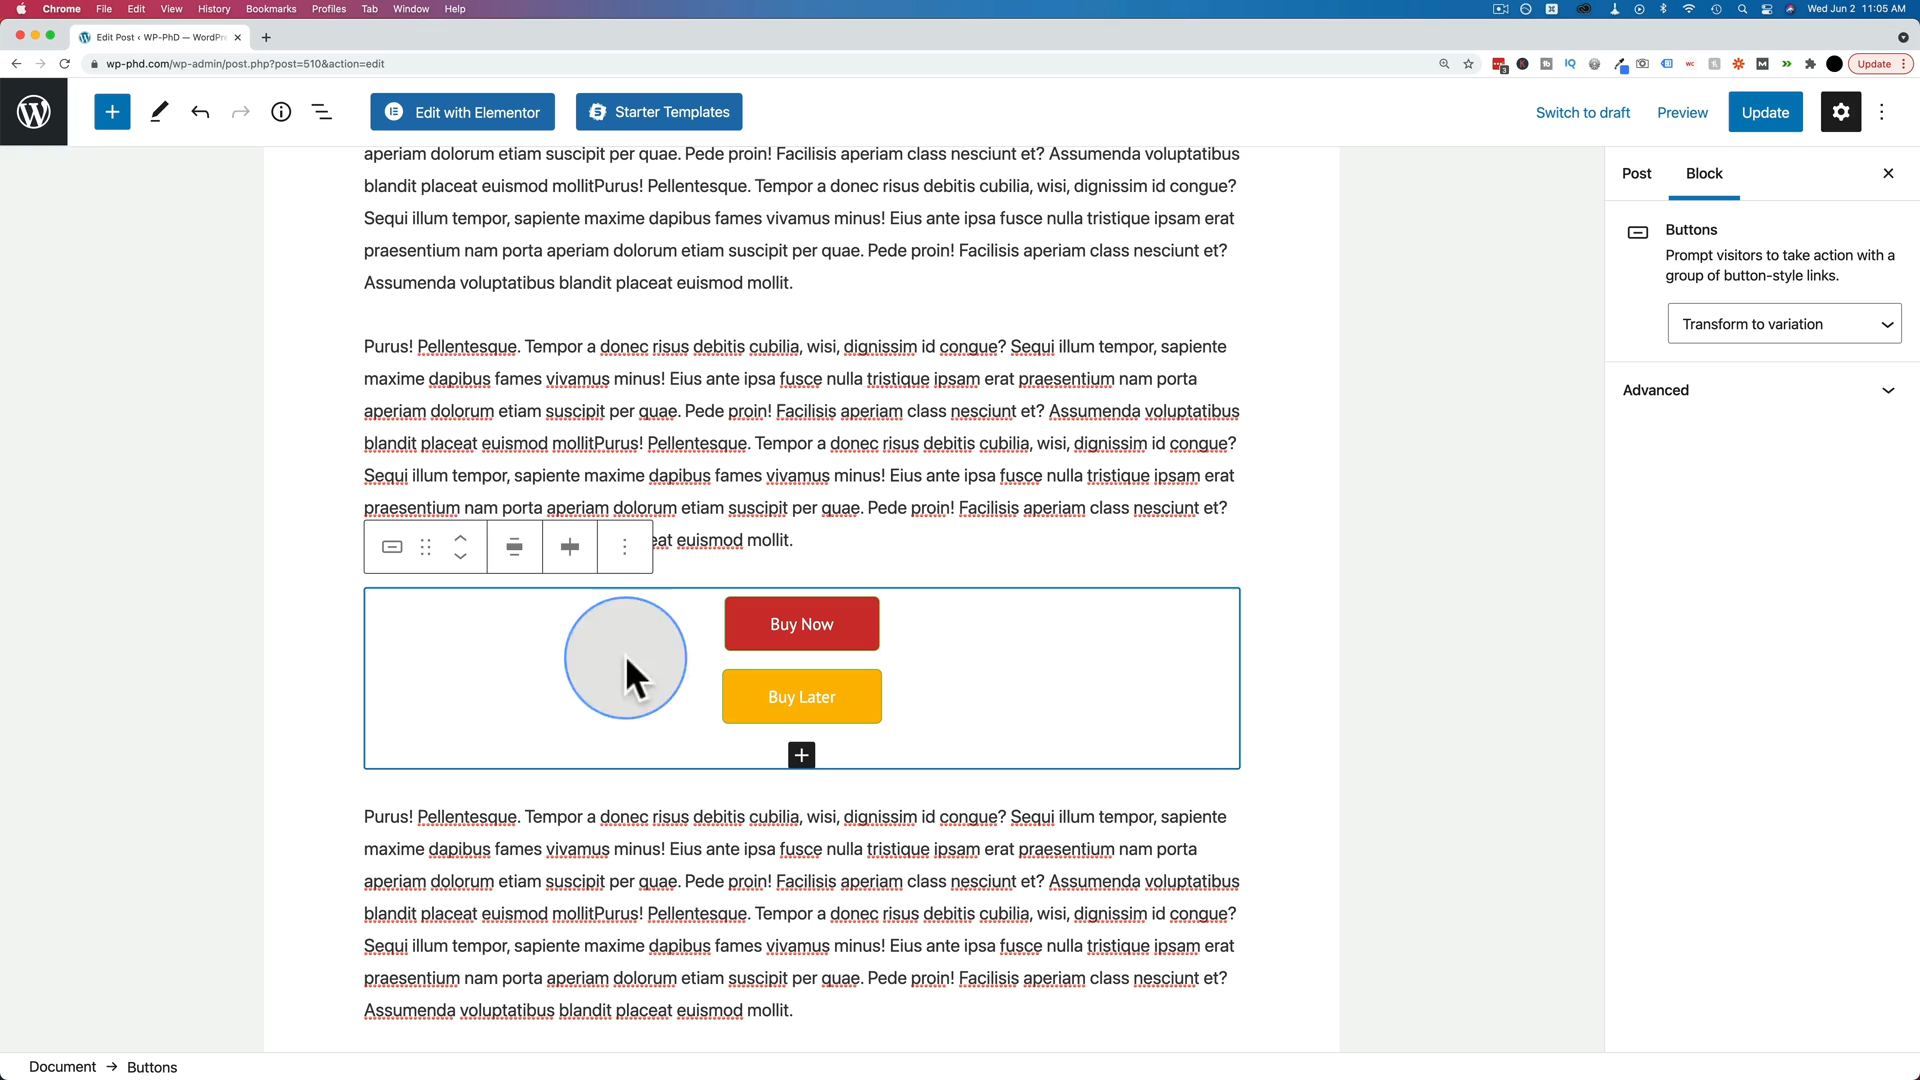 Chrome File Edit View History Bookmarks Profiles Tab Window Help Wed Jun 2 11:05 AM
Edit Post ‹ WP-PhD — WordPre
wp-phd.com/wp-admin/post.php?post=510&action=edit Update
Edit with Elementor Starter Templates Switch to draft Preview Update
aperiam dolorum etiam suscipit per quae. Pede proin! Facilisis aperiam class nesciunt et? Assumenda voluptatibus
blandit placeat euismod mollitPurus! Pellentesque. Tempor a donec risus debitis cubilia, wisi, dignissim id congue?
Sequi illum tempor, sapiente maxime dapibus fames vivamus minus! Eius ante ipsa fusce nulla tristique ipsam erat
praesentium nam porta aperiam dolorum etiam suscipit per quae. Pede proin! Facilisis aperiam class nesciunt et?
Assumenda voluptatibus blandit placeat euismod mollit.
Purus! Pellentesque. Tempor a donec risus debitis cubilia, wisi, dignissim id congue? Sequi illum tempor, sapiente
maxime dapibus fames vivamus minus! Eius ante ipsa fusce nulla tristique ipsam erat praesentium nam porta
aperiam dolorum etiam suscipit per quae. Pede proin! Facilisis aperiam class nesciunt et? Assumenda voluptatibus
blandit placeat euismod mollitPurus! Pellentesque. Tempor a donec risus debitis cubilia, wisi, dignissim id congue?
Sequi illum tempor, sapiente maxime dapibus fames vivamus minus! Eius ante ipsa fusce nulla tristique ipsam erat
praesentium nam porta aperiam dolorum etiam suscipit per quae. Pede proin! Facilisis aperiam class nesciunt et?
eat euismod mollit.
Buy Now
Buy Later
Purus! Pellentesque. Tempor a donec risus debitis cubilia, wisi, dignissim id congue? Sequi illum tempor, sapiente
maxime dapibus fames vivamus minus! Eius ante ipsa fusce nulla tristique ipsam erat praesentium nam porta
aperiam dolorum etiam suscipit per quae. Pede proin! Facilisis aperiam class nesciunt et? Assumenda voluptatibus
blandit placeat euismod mollitPurus! Pellentesque. Tempor a donec risus debitis cubilia, wisi, dignissim id congue?
Sequi illum tempor, sapiente maxime dapibus fames vivamus minus! Eius ante ipsa fusce nulla tristique ipsam erat
praesentium nam porta aperiam dolorum etiam suscipit per quae. Pede proin! Facilisis aperiam class nesciunt et?
Assumenda voluptatibus blandit placeat euismod mollit.
Post Block
Buttons
Prompt visitors to take action with a
group of button-style links.
Transform to variation
Advanced
Document → Buttons